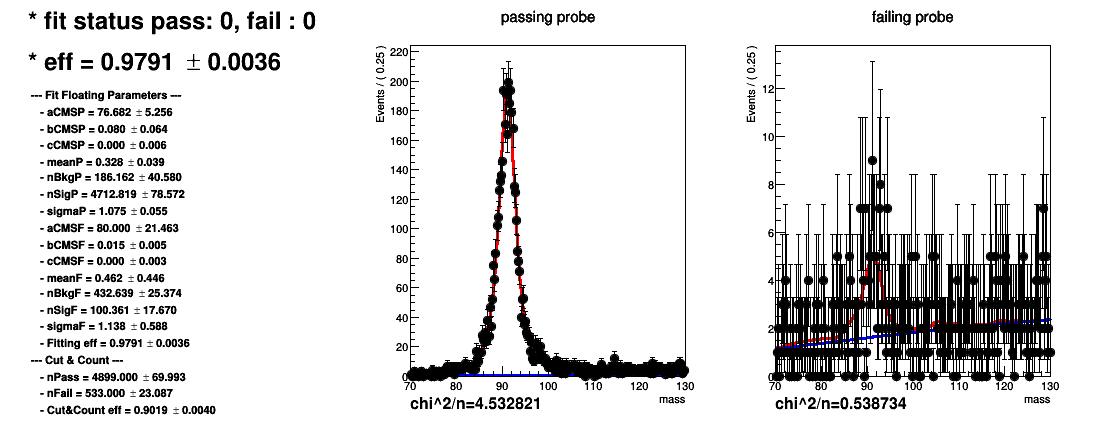 * fit status pass: 0, fail : 0
* eff = 0.9791 ± 0.0036
--- Fit Floating Parameters ---
- aCMSP = 76.682 ± 5.256
- bCMSP = 0.080 ± 0.064
- cCMSP = 0.000 ± 0.006
- meanP = 0.328 ± 0.039
- nBkgP = 186.162 ± 40.580
- nSigP = 4712.819 ± 78.572
- sigmaP = 1.075 ± 0.055
- aCMSF = 80.000 ± 21.463
- bCMSF = 0.015 ± 0.005
- cCMSF = 0.000 ± 0.003
- meanF = 0.462 ± 0.446
- nBkgF = 432.639 ± 25.374
- nSigF = 100.361 ± 17.670
- sigmaF = 1.138 ± 0.588
- Fitting eff = 0.9791 ± 0.0036
--- Cut & Count ---
- nPass = 4899.000 ± 69.993
- nFail = 533.000 ± 23.087
- Cut&Count eff = 0.9019 ± 0.0040
passing probe
Events / ( 0.25 )
220
200
180
160
140
120
100
80
60
40
20
0
70 80 90 100 110 120 130
mass
chi^2/n=4.532821
failing probe
Events / ( 0.25 )
12
10
8
6
4
2
0
70 80 90 100 110 120 130
mass
chi^2/n=0.538734